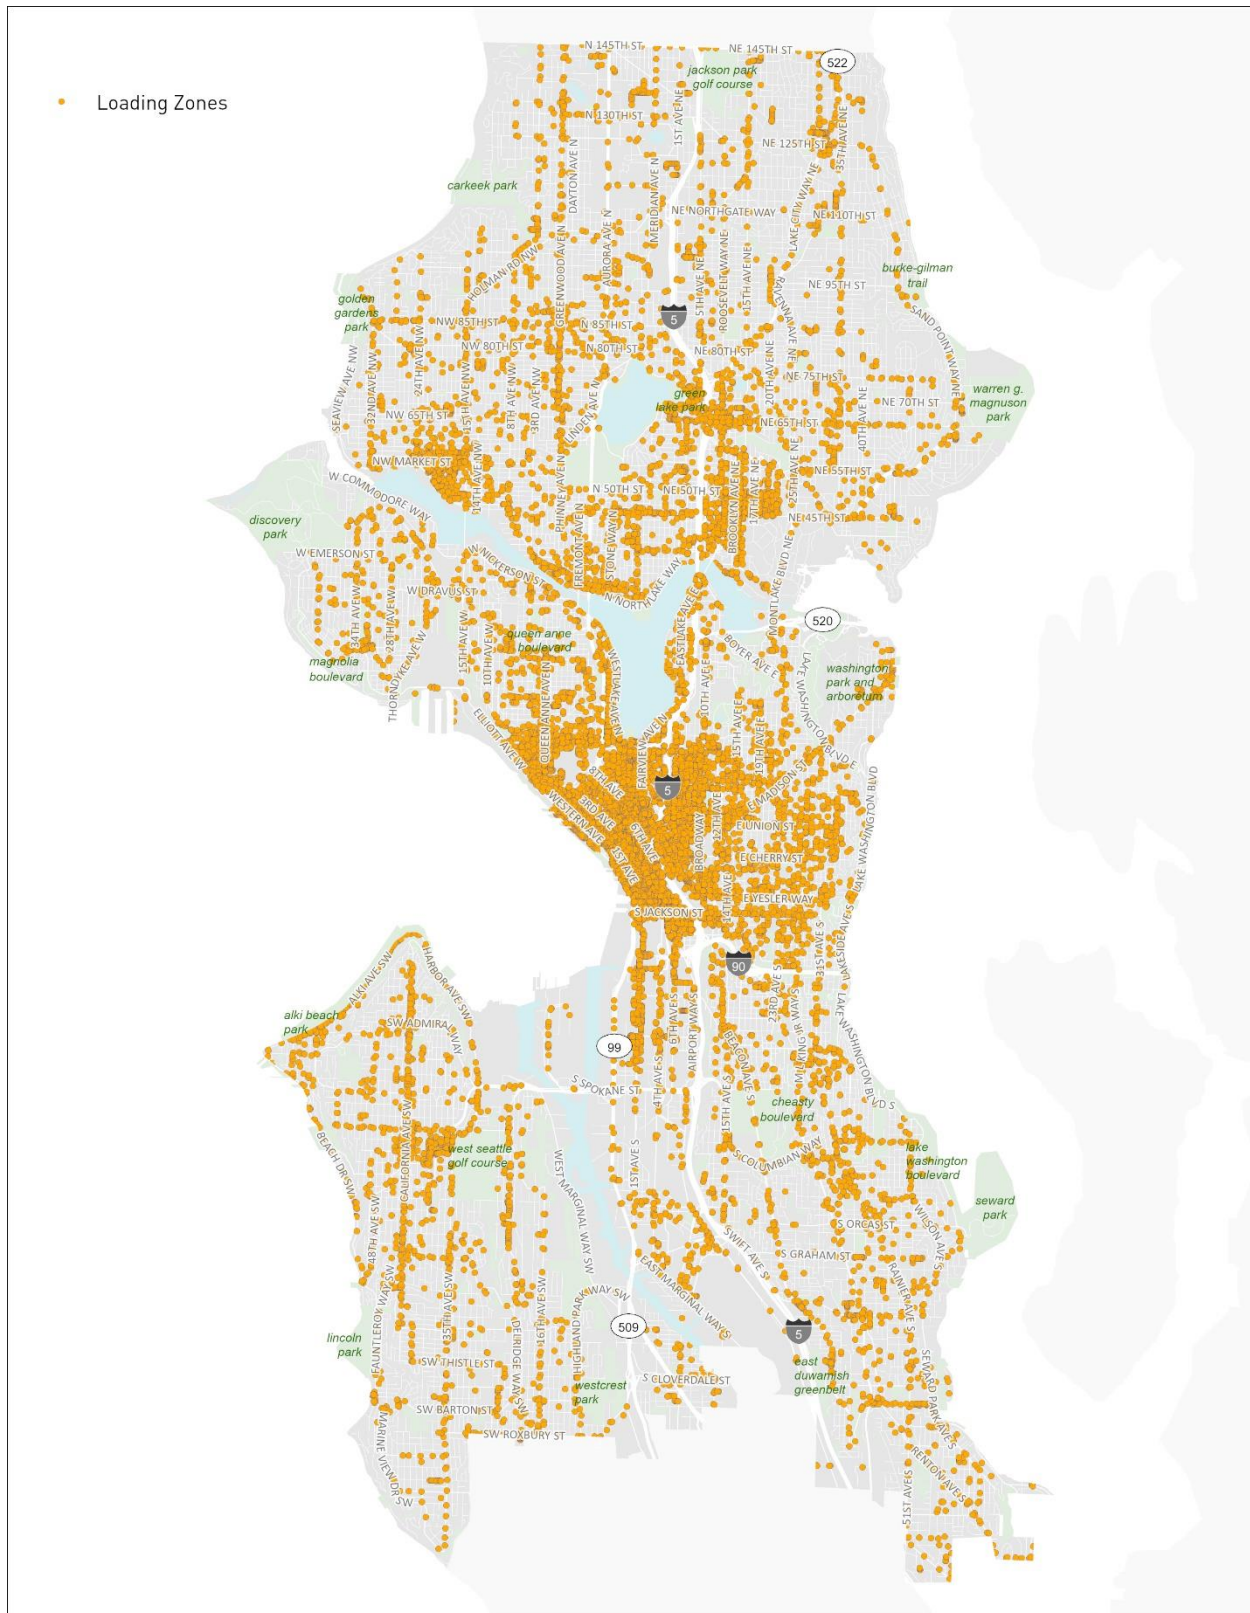 Loading Zones
N 145TH ST
NE 145TH ST
522
jackson park
golf course
1ST AVE NE
N 130TH ST
35TH AVE NE
NE 125TH ST
DAYTON AVE N
carkeek park
MERIDIAN AVE N
NE NORTHGATE WAY
LAKE CITY WAY NE
NE 110TH ST
AURORA AVE N
HOLMAN RD NW
GREENWOOD AVE N
5TH AVE NE
ROOSEVELT WAY NE
15TH AVE NE
RAVENNA AVE NE
NE 95TH ST
burke-gilman
trail
golden
gardens
park
NW 85TH ST
N 85TH ST
5
SAND POINT WAY NE
NW 80TH ST
N 80TH ST
NE 80TH ST
SEAVIEW AVE NW
32ND AVE NW
24TH AVE NW
15TH AVE NW
8TH AVE NW
3RD AVE NW
LINDEN AVE N
green
lake park
20TH AVE NE
NE 75TH ST
NE 70TH ST
warren g.
magnuson
park
NW 65TH ST
NE 65TH ST
40TH AVE NE
NW MARKET ST
14TH AVE NW
PHINNEY AVE N
25TH AVE NE
NE 55TH ST
W COMMODORE WAY
N 50TH ST
NE 50TH ST
BROOKLYN AVE NE
17TH AVE NE
NE 45TH ST
discovery
park
W EMERSON ST
W NICKERSON ST
FREMONT AVE N
STONE WAY N
N NORTHLAKE WAY
MONTLAKE BLVD NE
W DRAVUS ST
34TH AVE W
28TH AVE W
THORNDYKE AVE W
15TH AVE W
10TH AVE W
queen anne
boulevard
EASTLAKE AVE E
520
BOYER AVE E
magnolia
boulevard
QUEEN ANNE AVE N
WESTLAKE AVE N
10TH AVE E
LAKE WASHINGTON BLVD E
washington
park and
arboretum
ELLIOTT AVE W
FAIRVIEW AVE N
15TH AVE E
19TH AVE E
8TH AVE
5
E MADISON ST
3RD AVE
WESTERN AVE
6TH AVE
1ST AVE
BROADWAY
12TH AVE
E UNION ST
LAKE WASHINGTON BLVD
E CHERRY ST
14TH AVE S
E YESLER WAY
S JACKSON ST
31ST AVE S
LAKESIDE AVE S
90
ALKI AVE SW
HARBOR AVE SW
alki beach
park
SW ADMIRAL WAY
99
4TH AVE S
6TH AVE S
AIRPORT WAY S
23RD AVE S
M L KING JR WAY S
LAKE WASHINGTON BLVD S
BEACON AVE S
15TH AVE S
S SPOKANE ST
cheasty
boulevard
BEACH DR SW
CALIFORNIA AVE SW
west seattle
golf course
1ST AVE S
S COLUMBIAN WAY
lake
washington
boulevard
WEST MARGINAL WAY SW
48TH AVE SW
seward
park
WILSON AVE S
S ORCAS ST
SWIFT AVE S
S GRAHAM ST
EAST MARGINAL WAY S
RAINIER AVE S
FAUNTLEROY WAY SW
35TH AVE SW
DELRIDGE WAY SW
16TH AVE SW
HIGHLAND PARK WAY SW
509
5
lincoln
park
SW THISTLE ST
S CLOVERDALE ST
east
duwamish
greenbelt
SEWARD PARK AVE S
westcrest
park
SW BARTON ST
SW ROXBURY ST
MARINE VIEW DR SW
RENTON AVE S
51ST AVE S